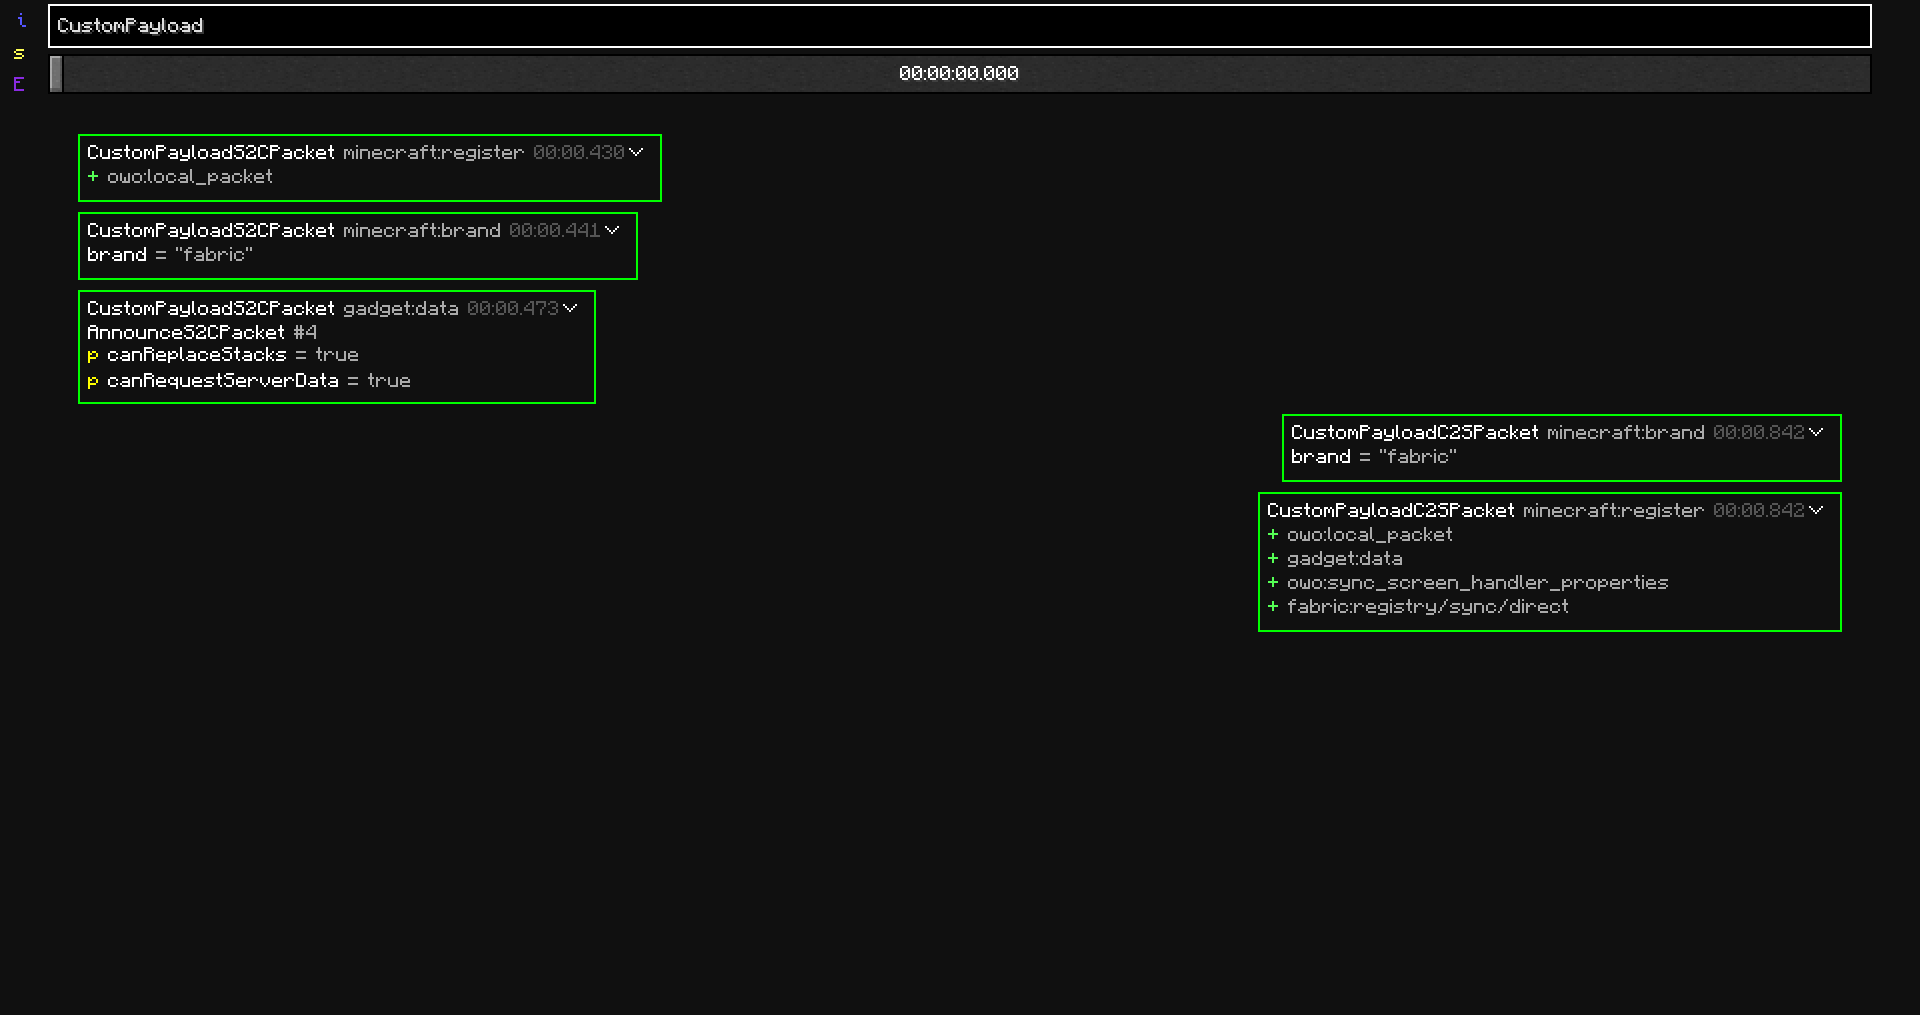 i
CustomPayload
s
E
00:00:00.000
CustomPayloadS2CPacket minecraft:register 00:00.430
+ owo:local_packet
CustomPayloadS2CPacket minecraft:brand 00:00.441
brand = "fabric"
CustomPayloadS2CPacket gadget:data 00:00.473
AnnounceS2CPacket #4
p canReplaceStacks = true
p canRequestServerData = true
CustomPayloadC2SPacket minecraft:brand 00:00.842
brand = "fabric"
CustomPayloadC2SPacket minecraft:register 00:00.842
+ owo:local_packet
+ gadget:data
+ owo:sync_screen_handler_properties
+ fabric:registry/sync/direct